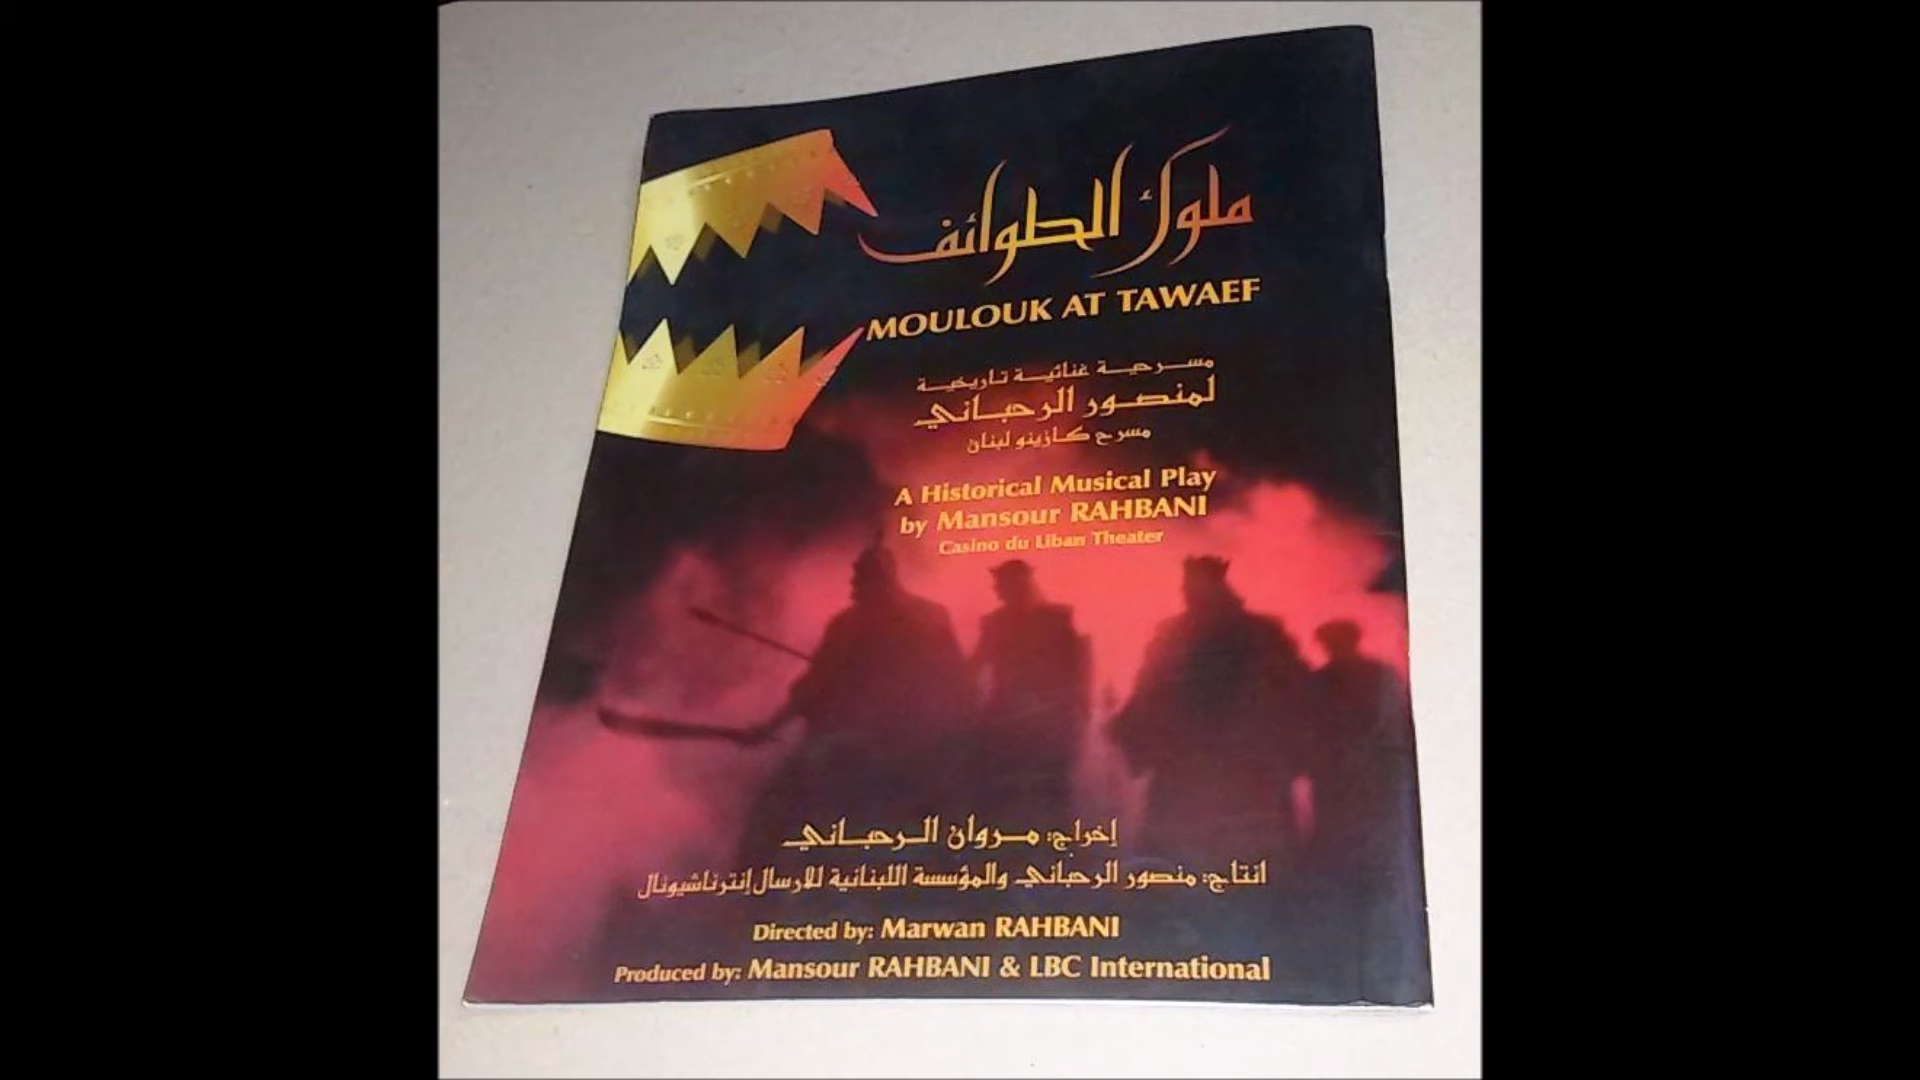 ملوك الطوائف
MOULOUK AT TAWAEF
مسرحية غنائية تاريخية
لمنصور الرحباني
مسرح كازينو لبنان
A Historical Musical Play
by Mansour RAHBANI
Casino du Liban Theater
إخراج: مروان الرحباني
انتاج: منصور الرحباني والمؤسسة اللبنانية للارسال إنترناشيونال
Directed by: Marwan RAHBANI
Produced by: Mansour RAHBANI & LBC International